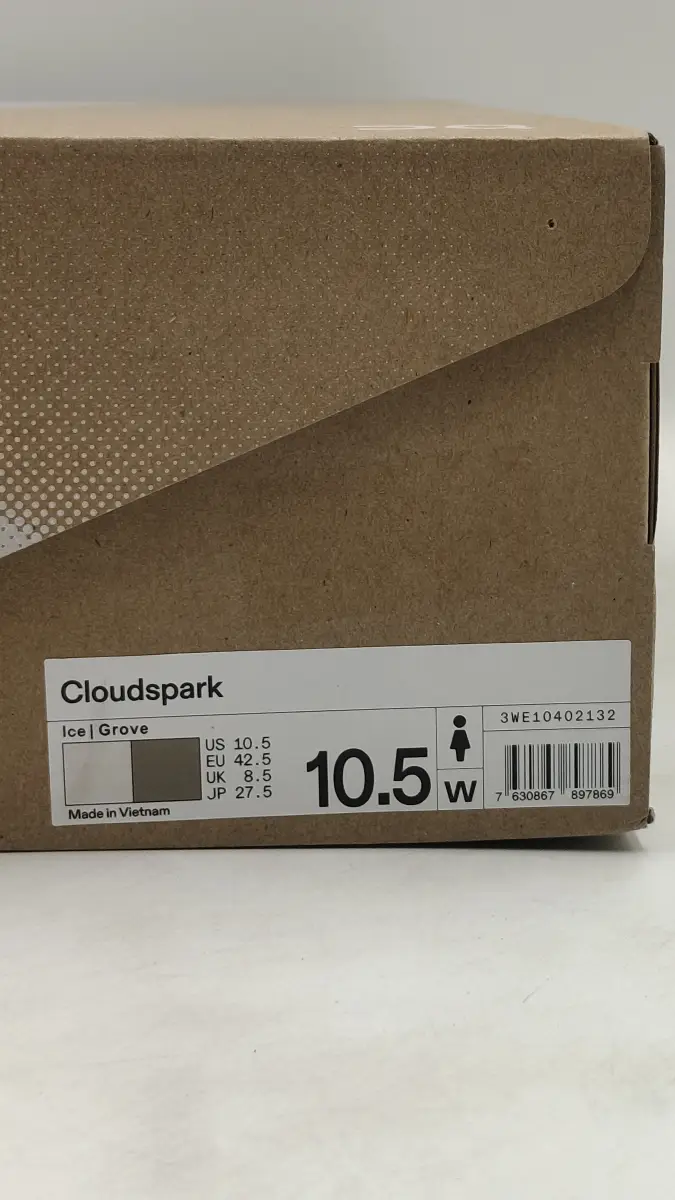 Cloudspark
Ice | Grove
US 10.5
EU 42.5
UK 8.5
JP 27.5
Made in Vietnam
10.5
W
3WE10402132
7 630867 897869